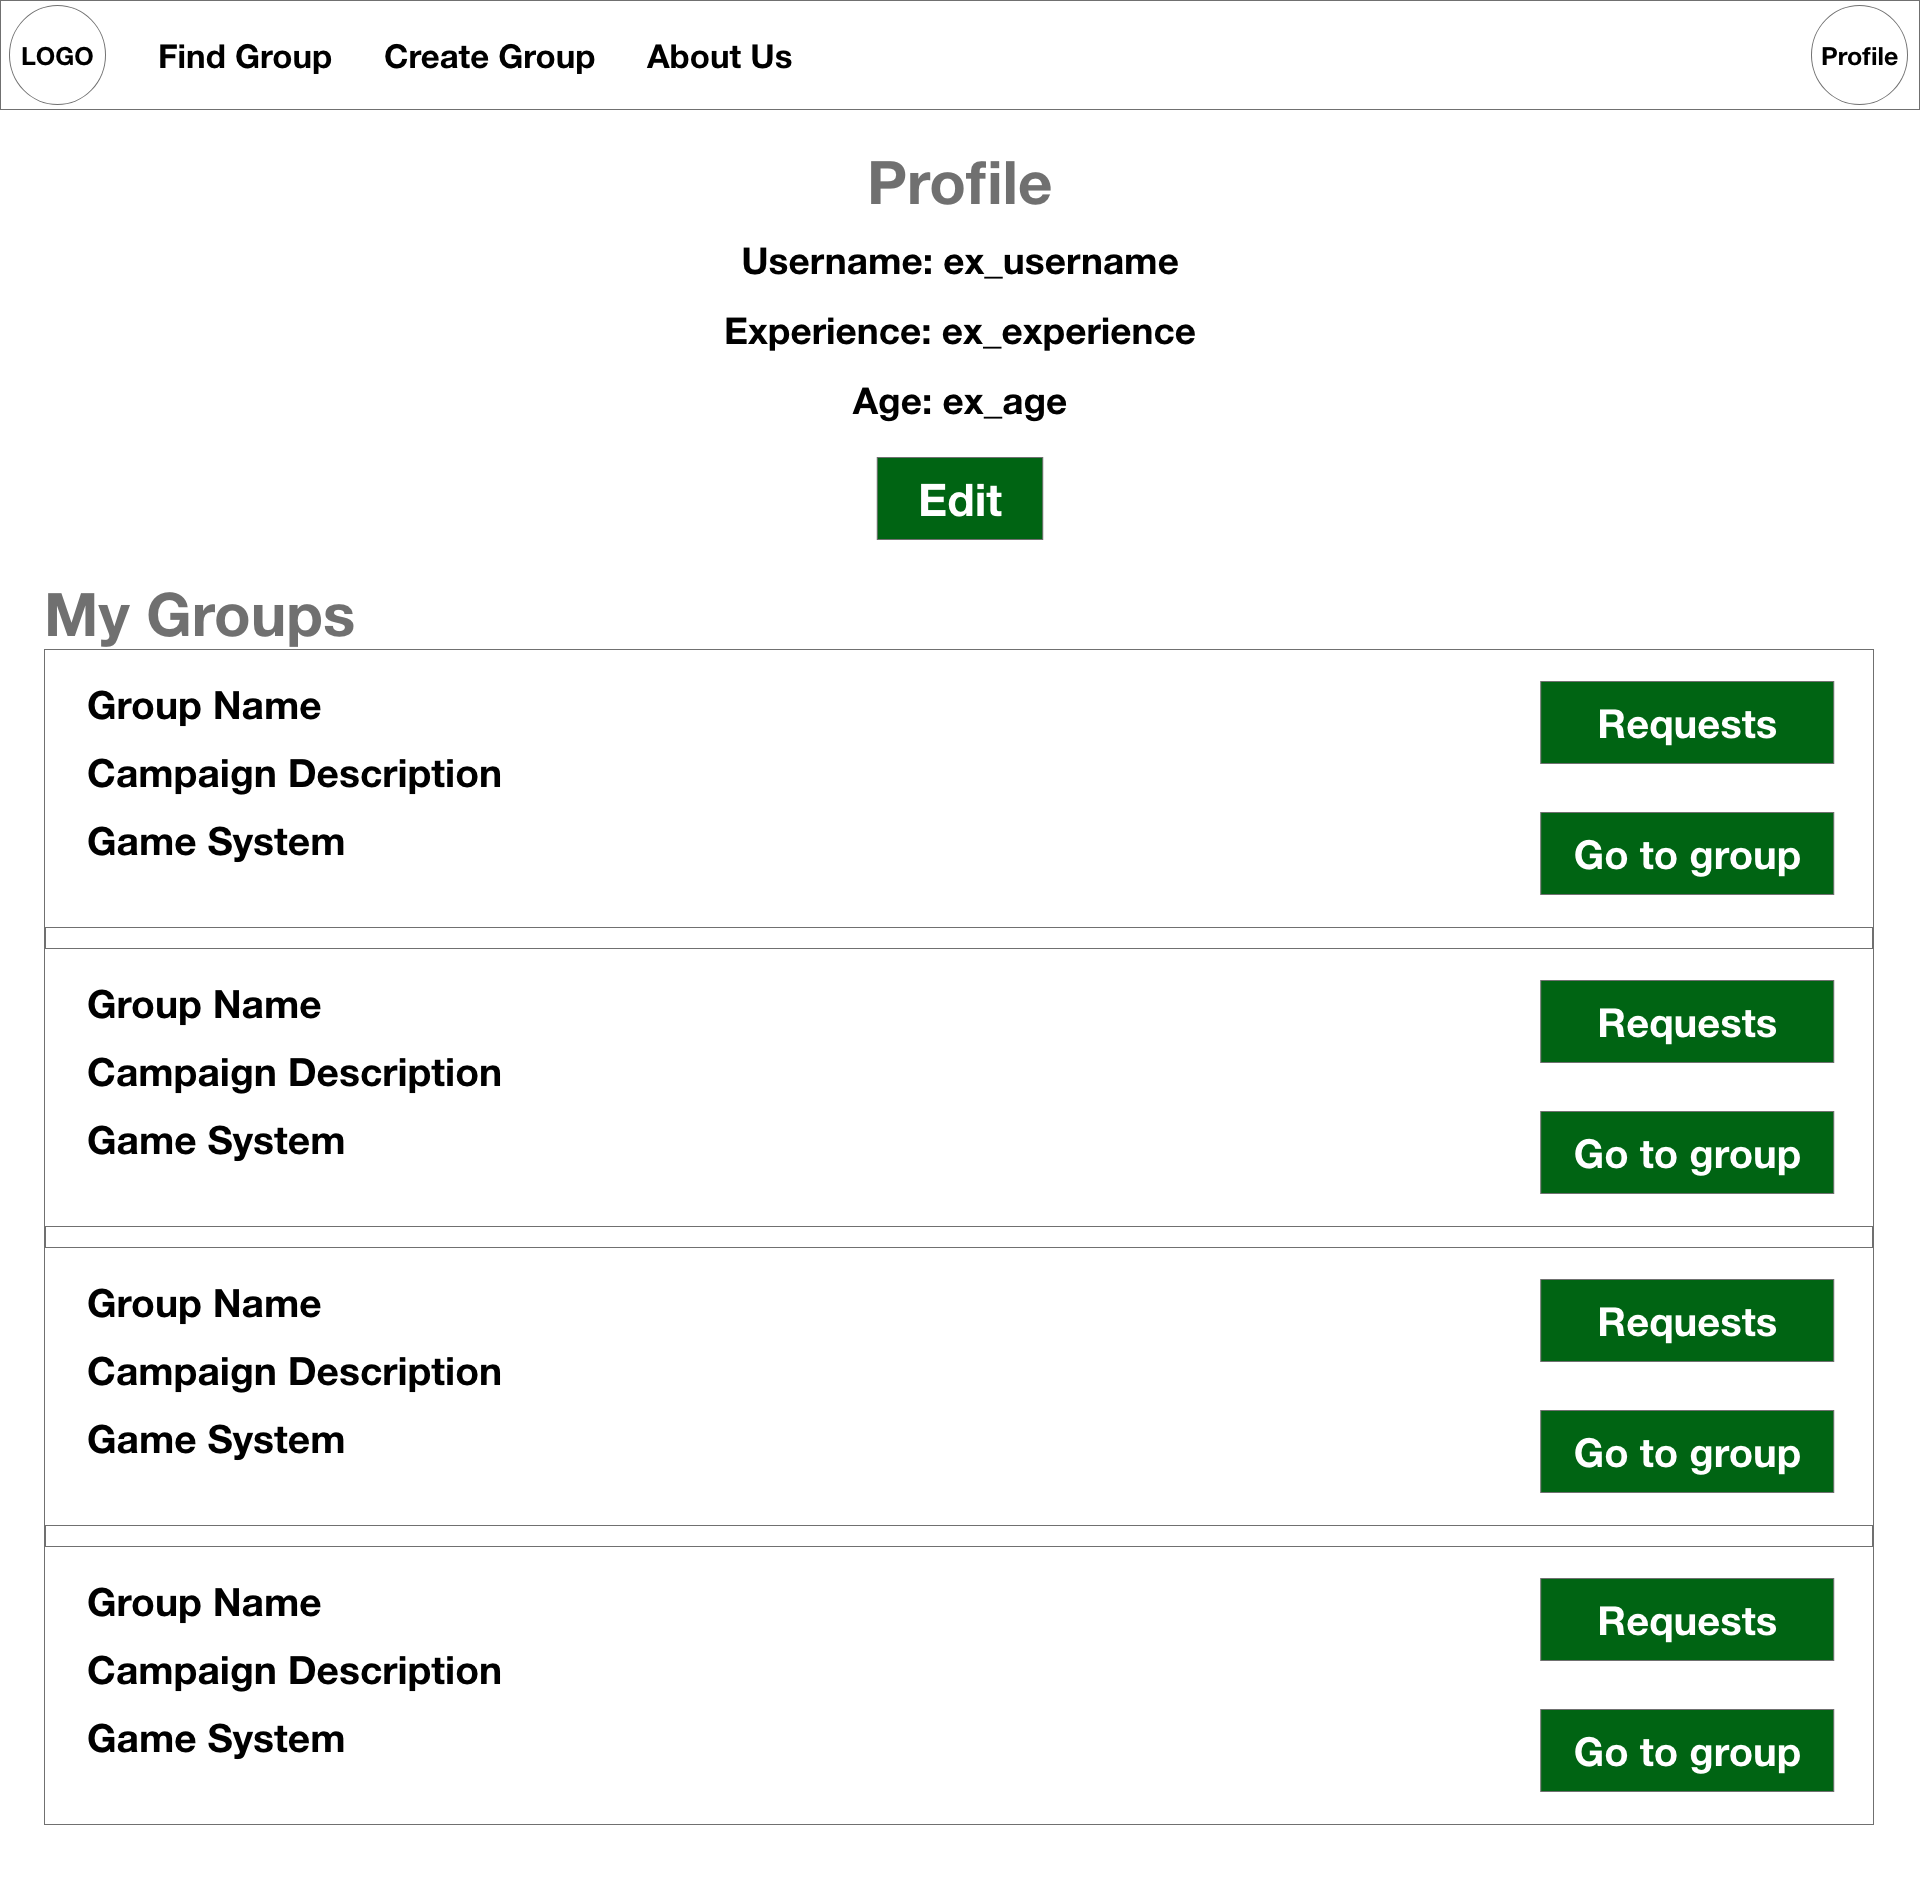 LOGO Find Group Create Group About Us Profile
Profile
Username: ex_username
Experience: ex_experience
Age: ex_age
Edit
My Groups
Group Name
Requests
Campaign Description
Game System
Go to group
Group Name
Requests
Campaign Description
Game System
Go to group
Group Name
Requests
Campaign Description
Game System
Go to group
Group Name
Requests
Campaign Description
Game System
Go to group